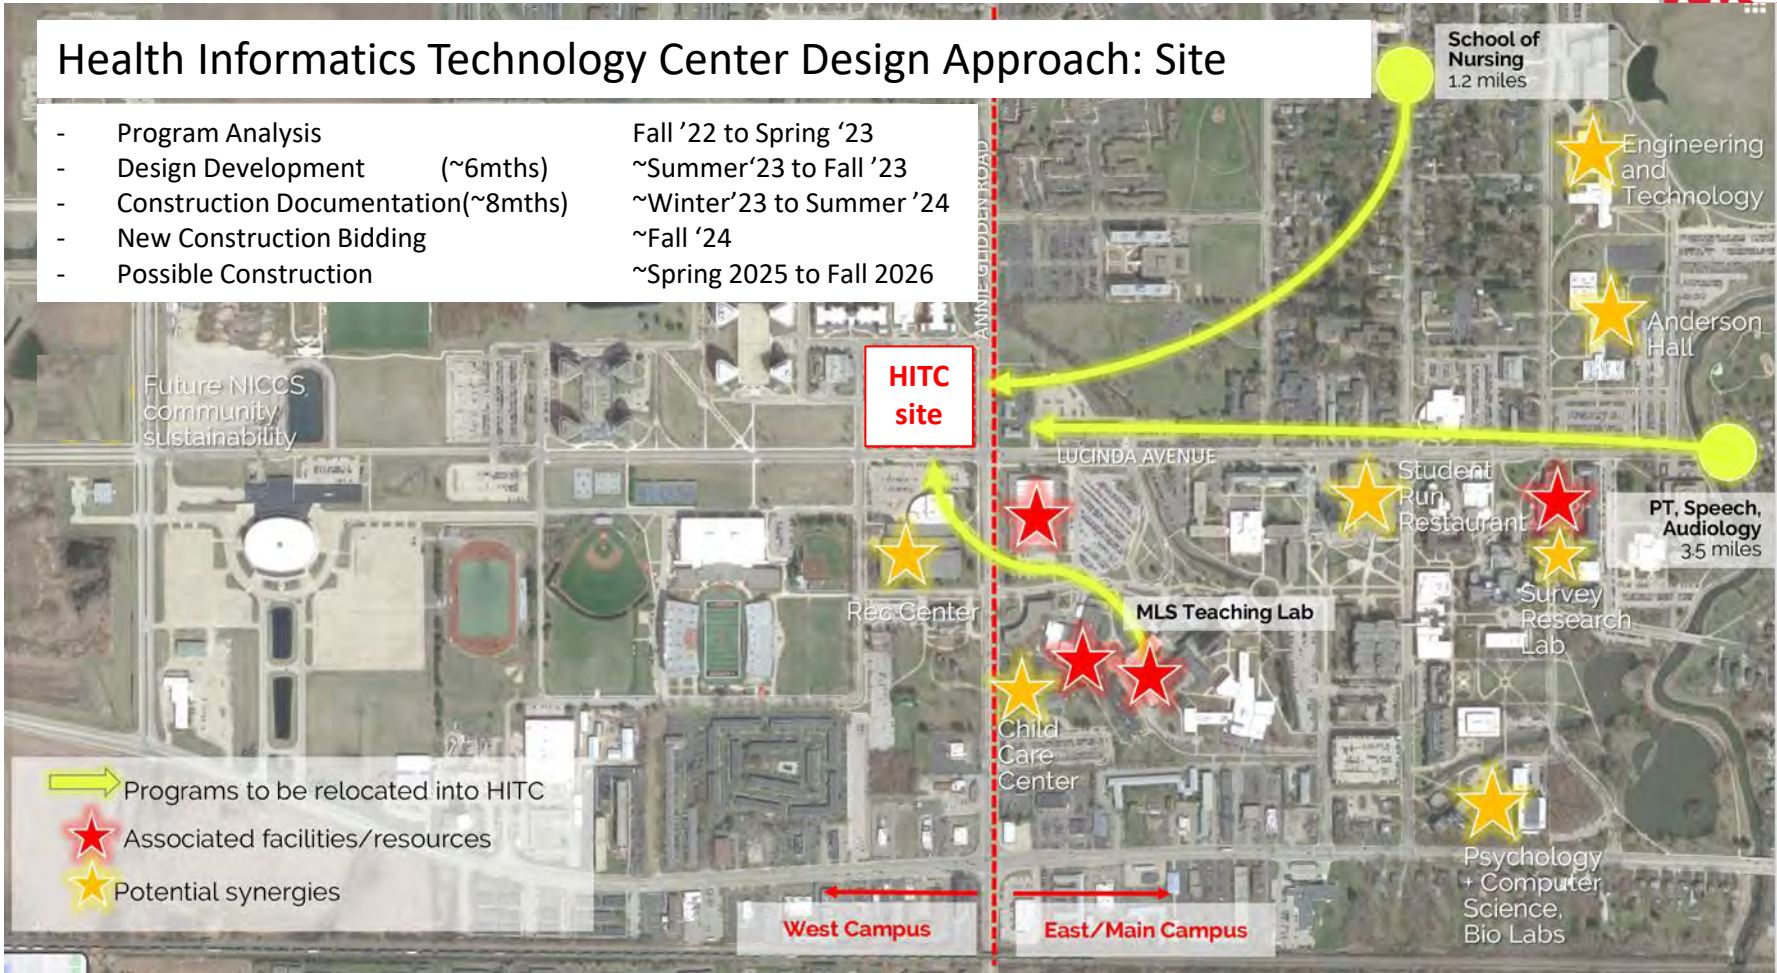 Health Informatics Technology Center Design Approach: Site
- Program Analysis Fall ’22 to Spring ‘23
- Design Development (~6mths) ~Summer‘23 to Fall ’23
- Construction Documentation(~8mths) ~Winter’23 to Summer ’24
- New Construction Bidding ~Fall ‘24
- Possible Construction ~Spring 2025 to Fall 2026
School of
Nursing
1.2 miles
Engineering
and
Technology
Anderson
Hall
ANNIE GLIDDEN ROAD
HITC
site
Future NICCS,
community
sustainability
LUCINDA AVENUE
Student
Run
Restaurant
PT, Speech,
Audiology
3.5 miles
Rec Center
MLS Teaching Lab
Survey
Research
Lab
Child
Care
Center
Psychology
+ Computer
Science,
Bio Labs
Programs to be relocated into HITC
Associated facilities/resources
Potential synergies
West Campus
East/Main Campus